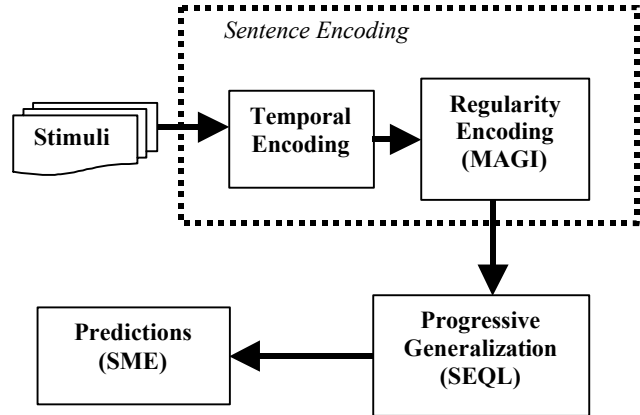 Sentence Encoding
Stimuli
Temporal
Encoding
Regularity
Encoding
(MAGI)
Predictions
(SME)
Progressive
Generalization
(SEQL)